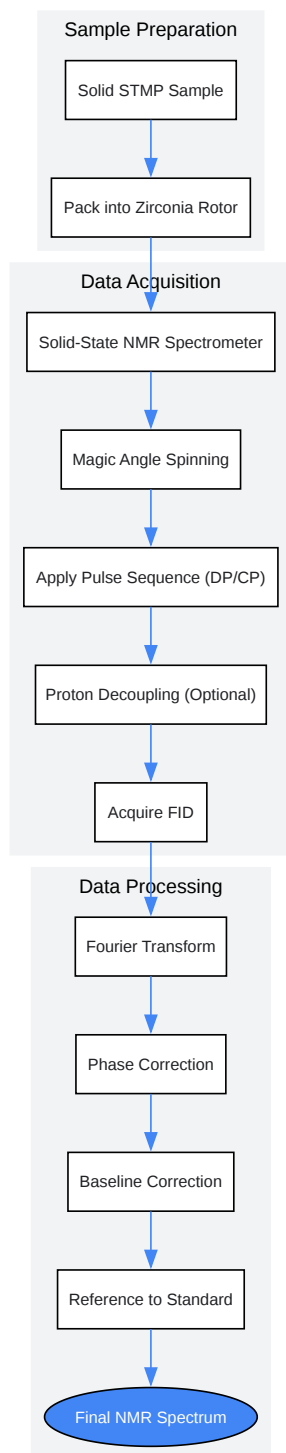 Sample Preparation
Solid STMP Sample
Pack into Zirconia Rotor
Data Acquisition
Solid-State NMR Spectrometer
Magic Angle Spinning
Apply Pulse Sequence (DP/CP)
Proton Decoupling (Optional)
Acquire FID
Data Processing
Fourier Transform
Phase Correction
Baseline Correction
Reference to Standard
Final NMR Spectrum